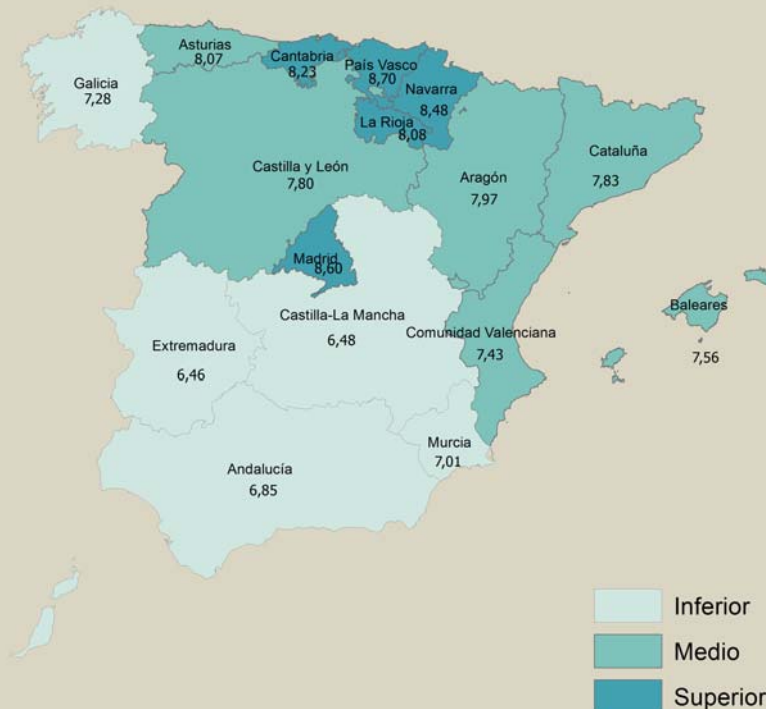 Asturias
8,07
Cantabria
8,23
País Vasco
8,70
Navarra
8,48
Galicia
7,28
La Rioja
8,08
Castilla y León
7,80
Aragón
7,97
Cataluña
7,83
Madrid
8,60
Castilla-La Mancha
6,48
Comunidad Valenciana
7,43
Baleares
7,56
Extremadura
6,46
Murcia
7,01
Andalucía
6,85
Inferior
Medio
Superior